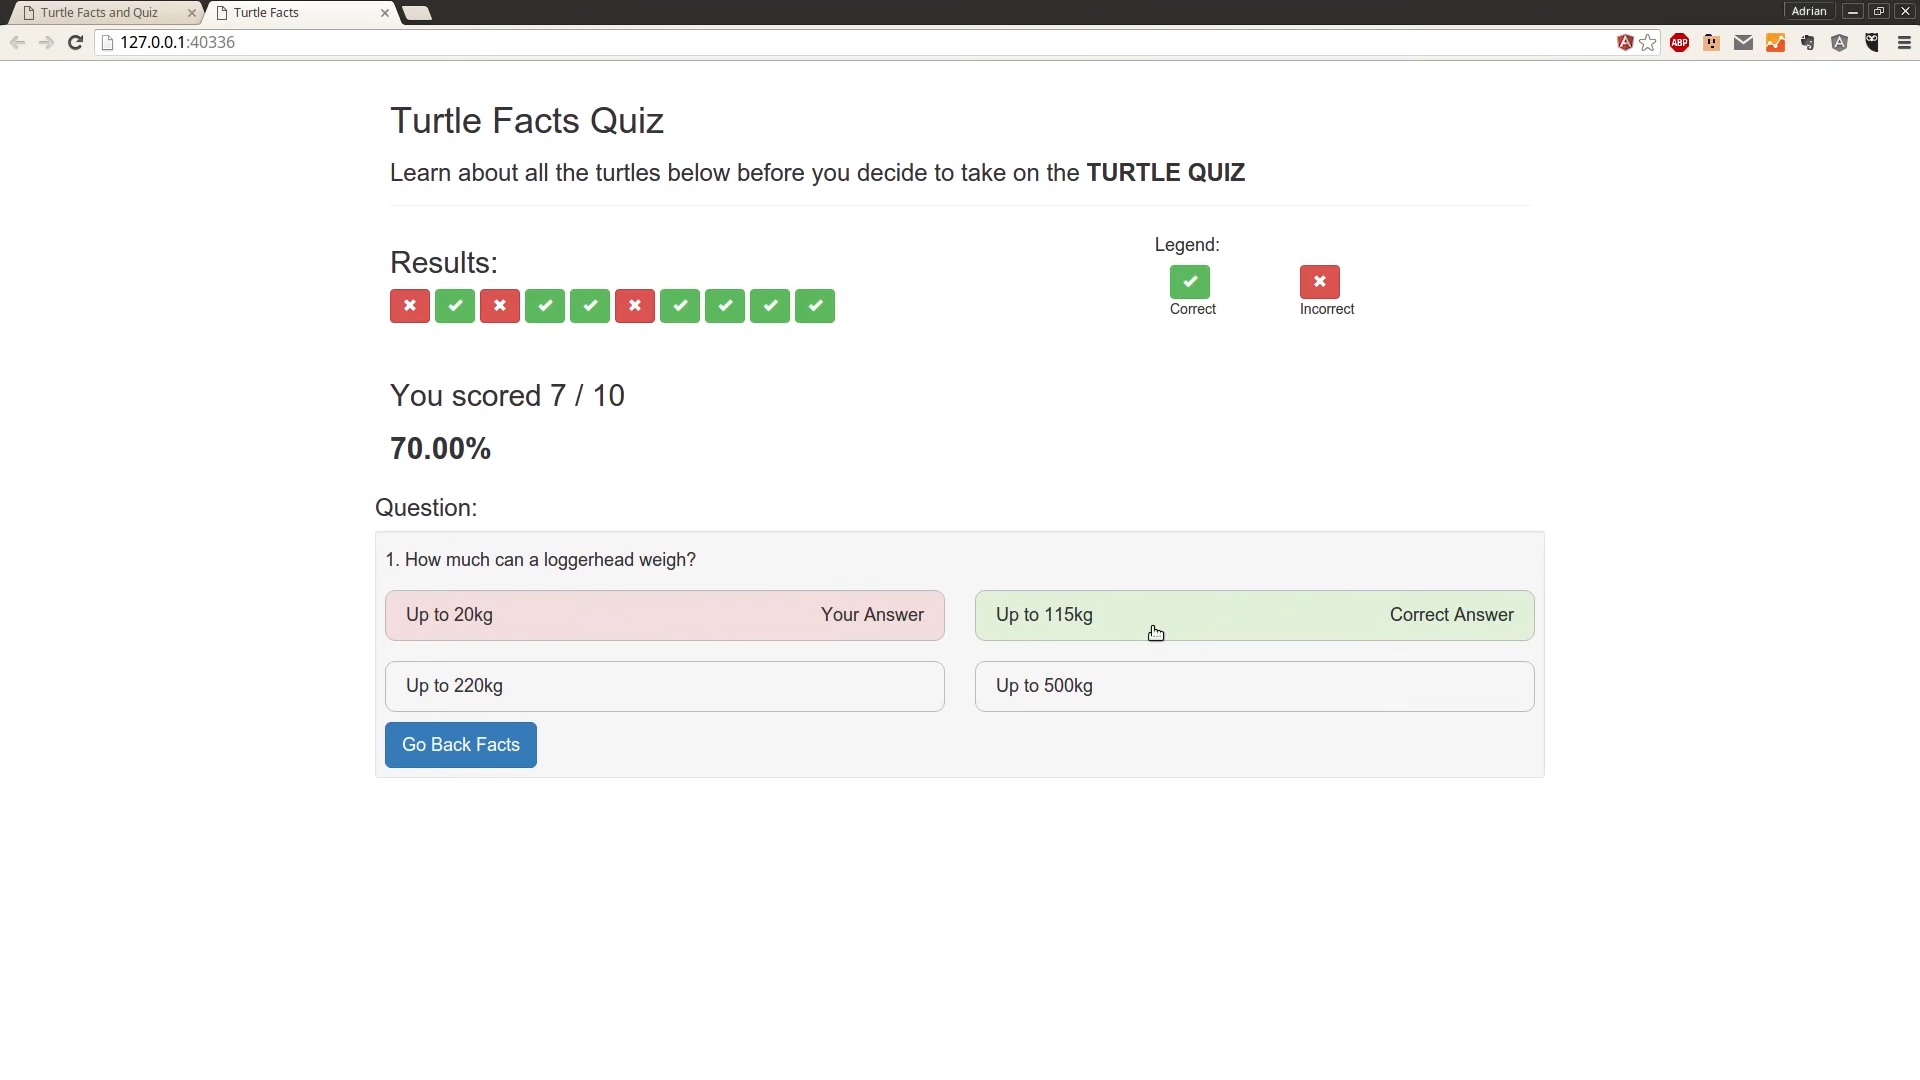 Turtle Facts and Quiz
Turtle Facts
Adrian
127.0.0.1:40336
ABP
Turtle Facts Quiz
Learn about all the turtles below before you decide to take on the TURTLE QUIZ
Results:
Legend:
Correct
Incorrect
You scored 7 / 10
70.00%
Question:
1. How much can a loggerhead weigh?
Up to 20kg
Your Answer
Up to 115kg
Correct Answer
Up to 220kg
Up to 500kg
Go Back Facts